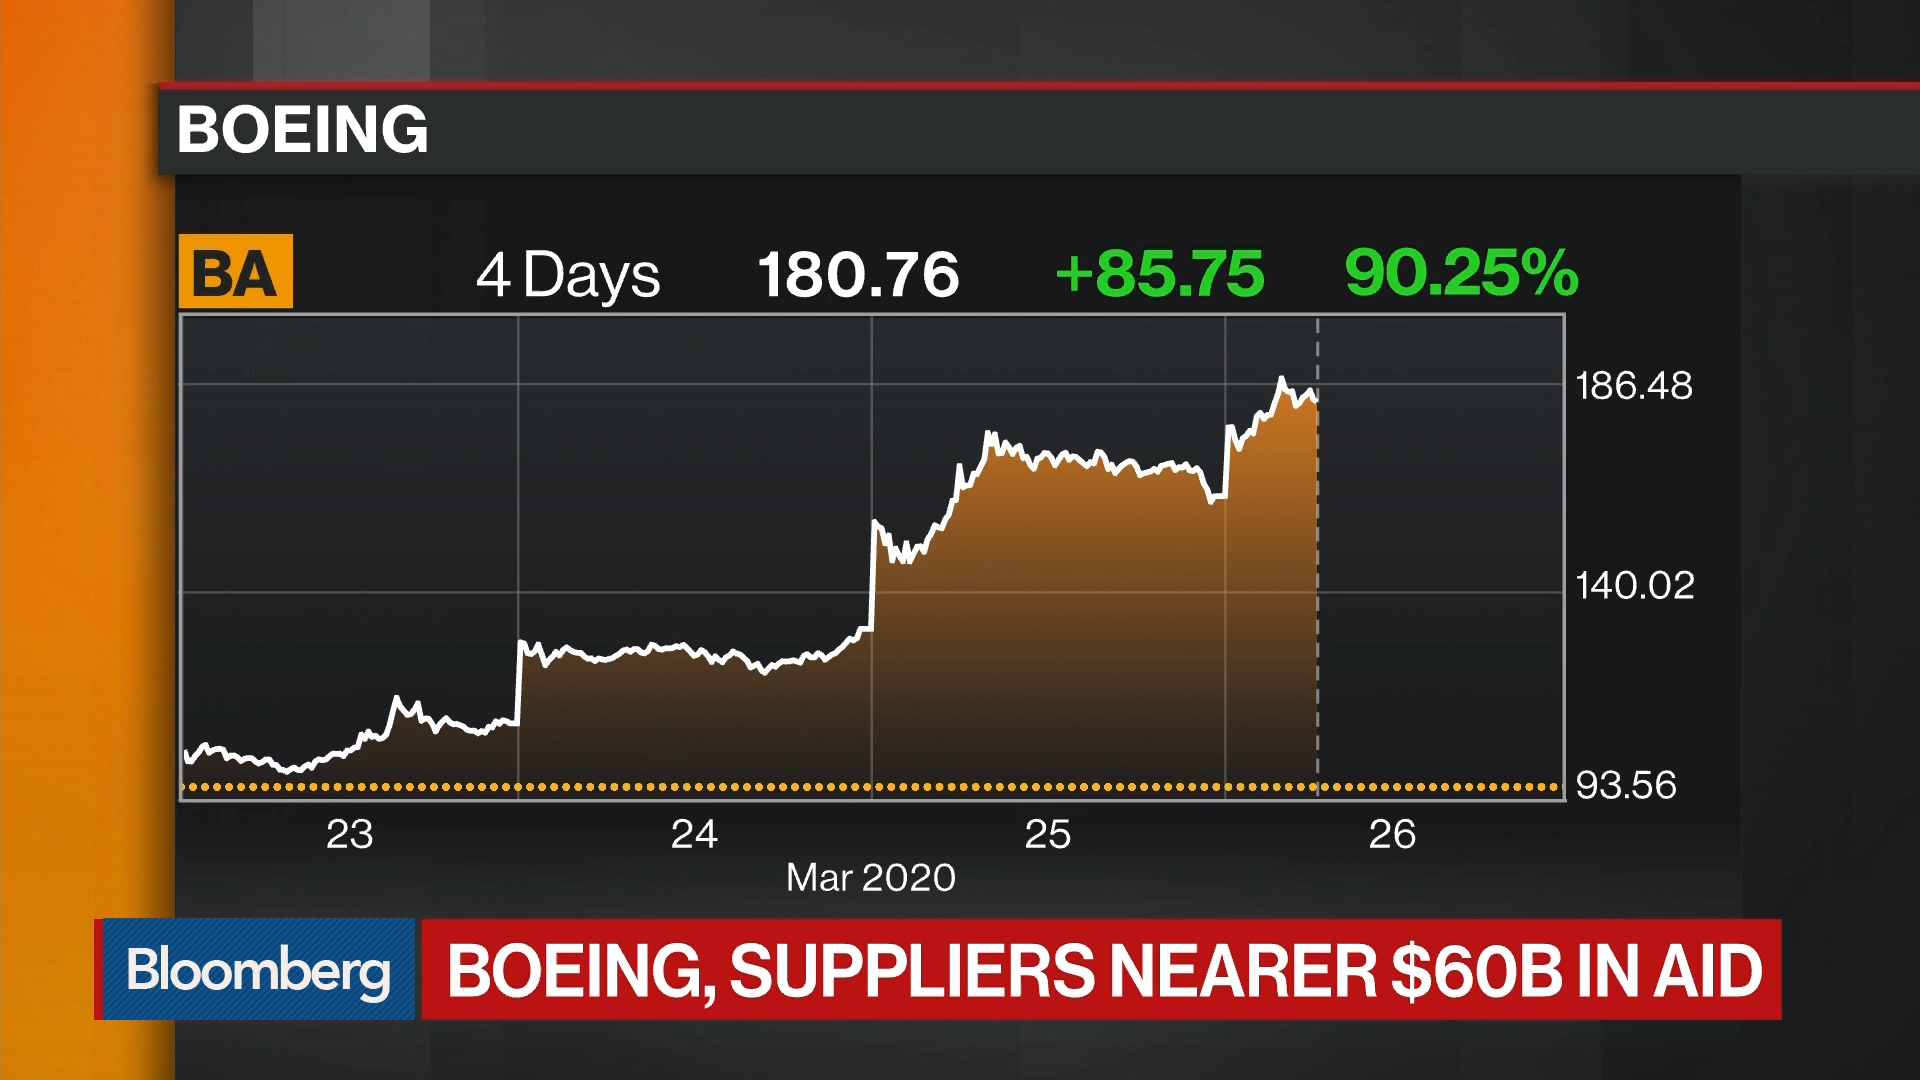 BOEING
BA 4 Days 180.76 +85.75 90.25%
186.48
140.02
93.56
23 24 25 26
Mar 2020
Bloomberg BOEING, SUPPLIERS NEARER $60B IN AID